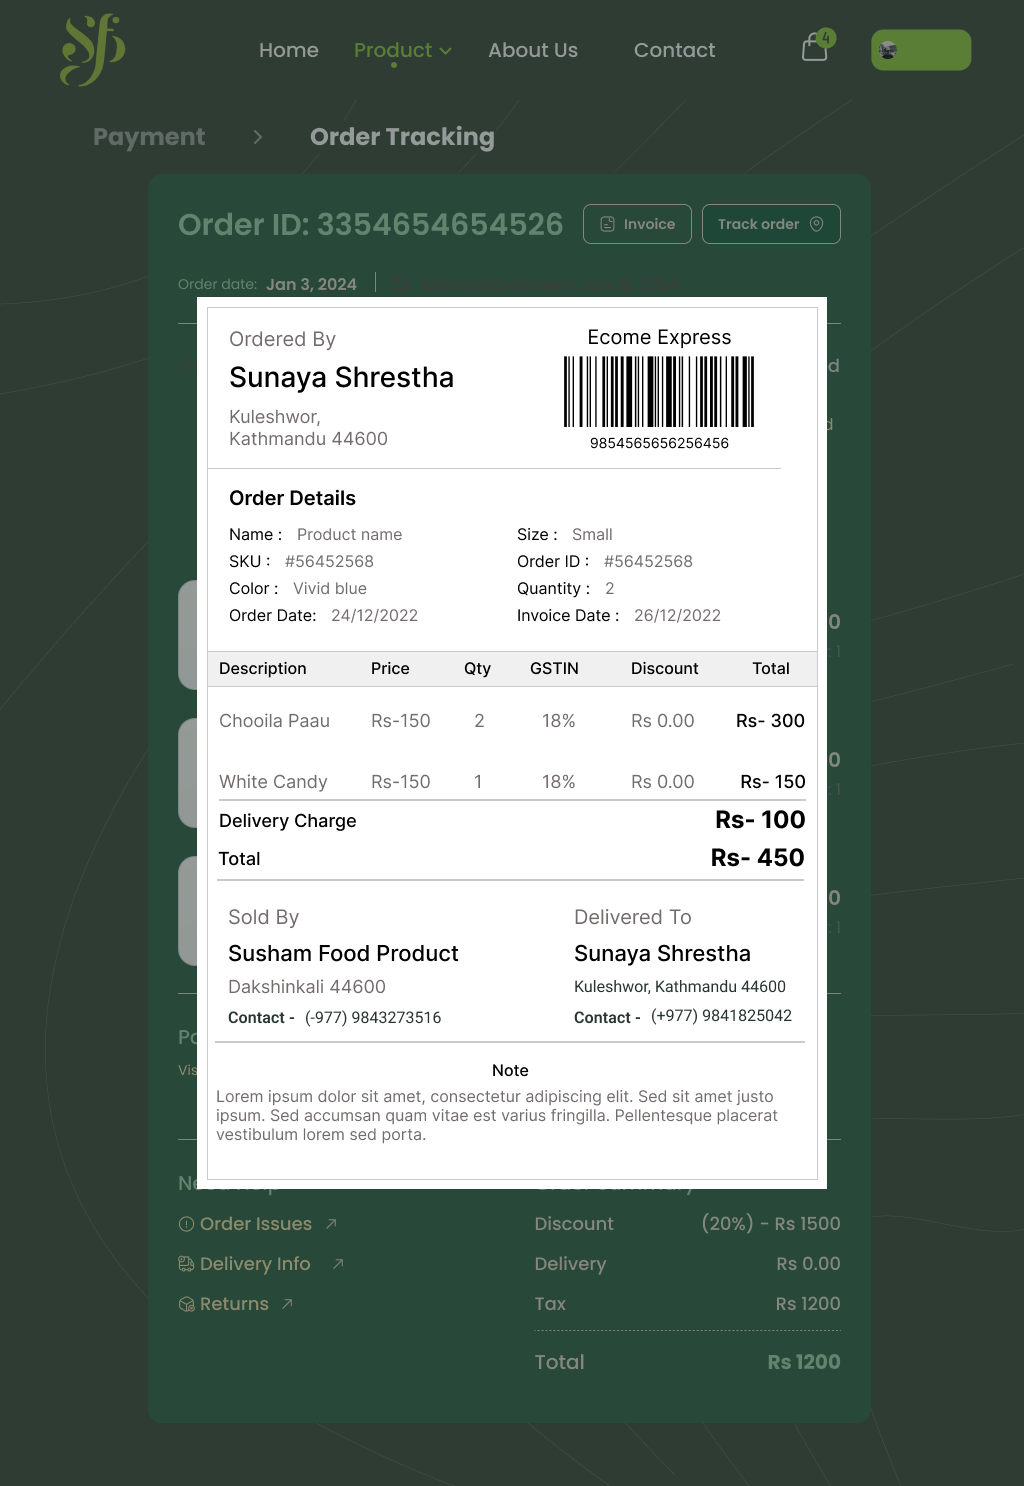 Home Product About Us Contact 4
Payment > Order Tracking
Order ID: 3354654654526 Invoice Track order
Order date: Jan 3, 2024
Ordered By
Sunaya Shrestha
Kuleshwor,
Kathmandu 44600
Ecome Express
9854565656256456
Order Details
Name : Product name Size : Small
SKU : #56452568 Order ID : #56452568
Color : Vivid blue Quantity : 2
Order Date: 24/12/2022 Invoice Date : 26/12/2022
Description Price Qty GSTIN Discount Total
Chooila Paau Rs-150 2 18% Rs 0.00 Rs- 300
White Candy Rs-150 1 18% Rs 0.00 Rs- 150
Delivery Charge Rs- 100
Total Rs- 450
Sold By
Susham Food Product
Dakshinkali 44600
Contact - (-977) 9843273516
Delivered To
Sunaya Shrestha
Kuleshwor, Kathmandu 44600
Contact - (+977) 9841825042
Note
Lorem ipsum dolor sit amet, consectetur adipiscing elit. Sed sit amet justo
ipsum. Sed accumsan quam vitae est varius fringilla. Pellentesque placerat
vestibulum lorem sed porta.
Order Issues
Delivery Info
Returns
Discount (20%) - Rs 1500
Delivery Rs 0.00
Tax Rs 1200
Total Rs 1200